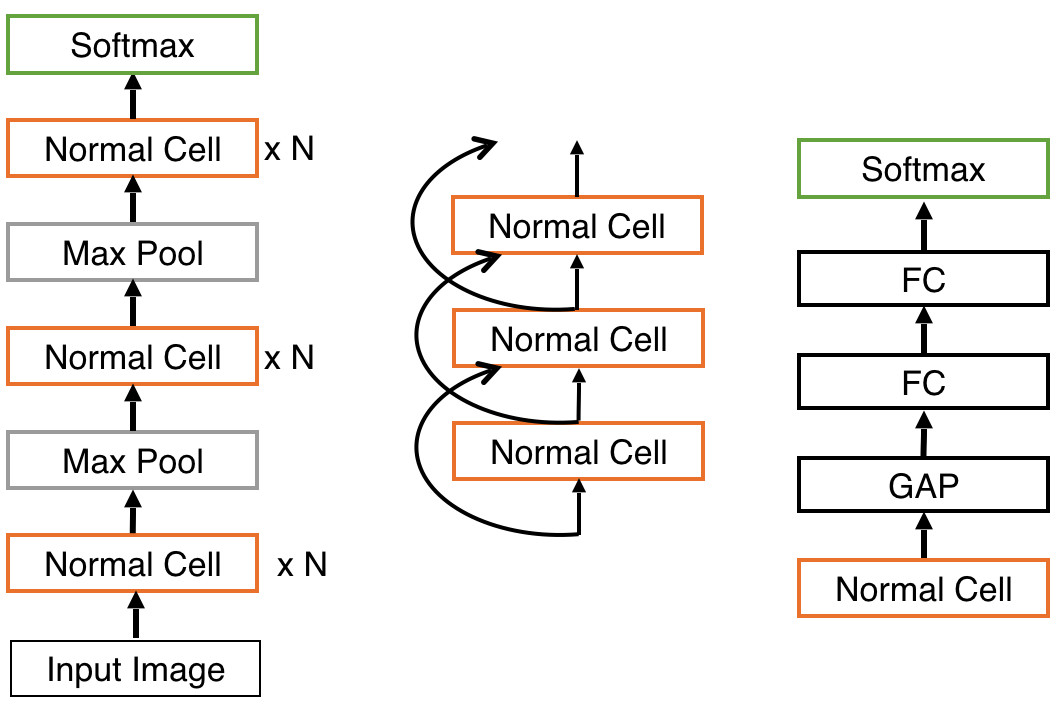 Softmax
Normal Cell x N
Max Pool
Normal Cell x N
Max Pool
Normal Cell x N
Input Image
Normal Cell
Normal Cell
Normal Cell
Softmax
FC
FC
GAP
Normal Cell